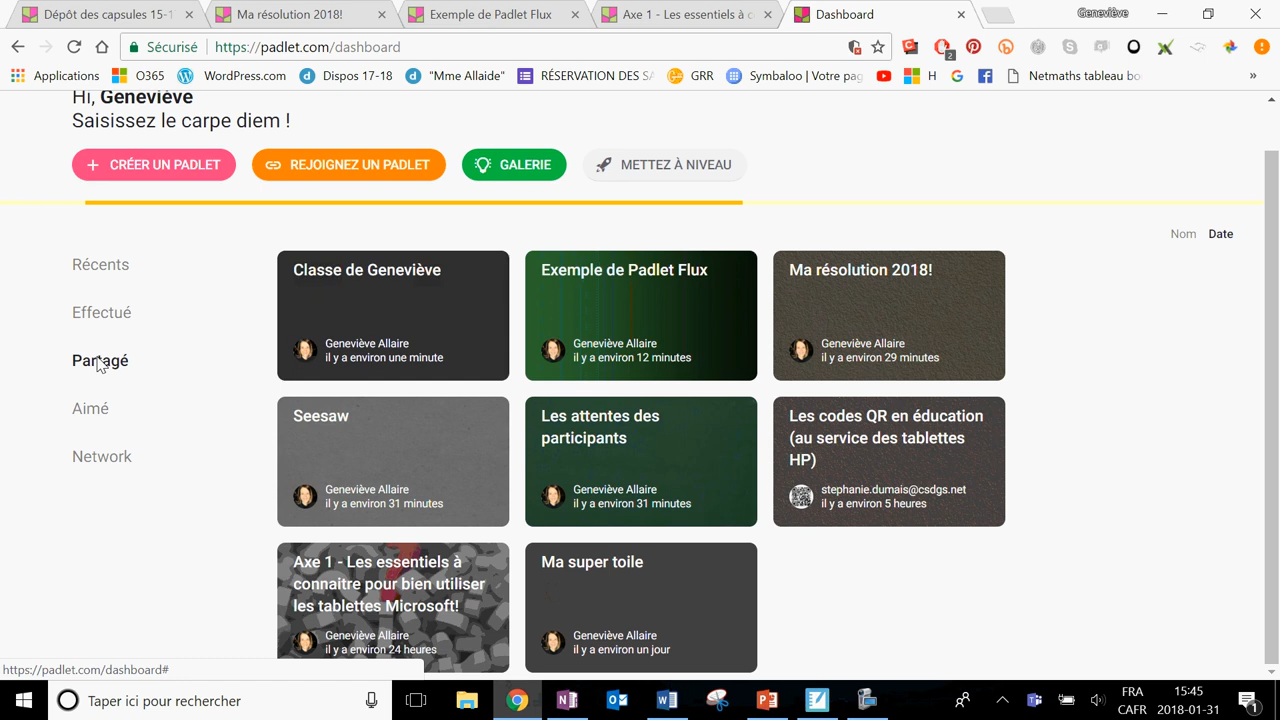 Dépôt des capsules 15-1
Ma résolution 2018!
Exemple de Padlet Flux
Axe 1 - Les essentiels à c
Dashboard
Geneviève
Sécurisé
https://padlet.com/dashboard
2
Applications
O365
WordPress.com
Dispos 17-18
"Mme Allaide"
RESERVATION DES SA
GRR
Symbaloo | Votre pag
H
Netmaths tableau bo
»
Hi, Geneviève
Saisissez le carpe diem !
CRÉER UN PADLET
REJOIGNEZ UN PADLET
GALERIE
METTEZ À NIVEAU
Nom Date
Récents
Effectué
Partagé
Aimé
Network
Classe de Geneviève
Geneviève Allaire
il y a environ une minute
Exemple de Padlet Flux
Geneviève Allaire
il y a environ 12 minutes
Ma résolution 2018!
Geneviève Allaire
il y a environ 29 minutes
Seesaw
Geneviève Allaire
il y a environ 31 minutes
Les attentes des
participants
Geneviève Allaire
il y a environ 31 minutes
Les codes QR en éducation
(au service des tablettes
HP)
stephanie.dumais@csdgs.net
il y a environ 5 heures
Axe 1 - Les essentiels à
connaitre pour bien utiliser
les tablettes Microsoft!
Geneviève Allaire
il y a environ 24 heures
Ma super toile
Geneviève Allaire
il y a environ un jour
https://padlet.com/dashboard#
Taper ici pour rechercher
FRA
CAFR
15:45
2018-01-31
1